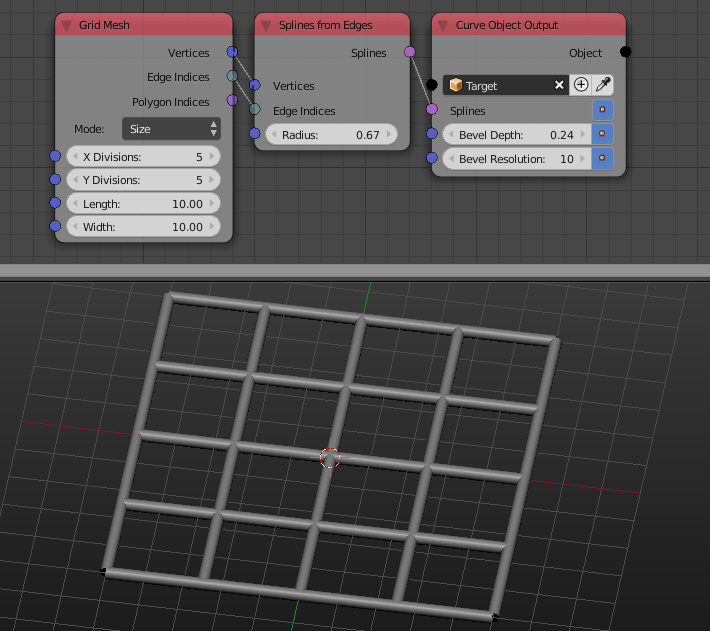 Grid Mesh
Vertices
Edge Indices
Polygon Indices
Mode: Size
X Divisions: 5
Y Divisions: 5
Length: 10.00
Width: 10.00
Splines from Edges
Splines
Vertices
Edge Indices
Radius: 0.67
Curve Object Output
Object
Target
Splines
Bevel Depth: 0.24
Bevel Resolution: 10